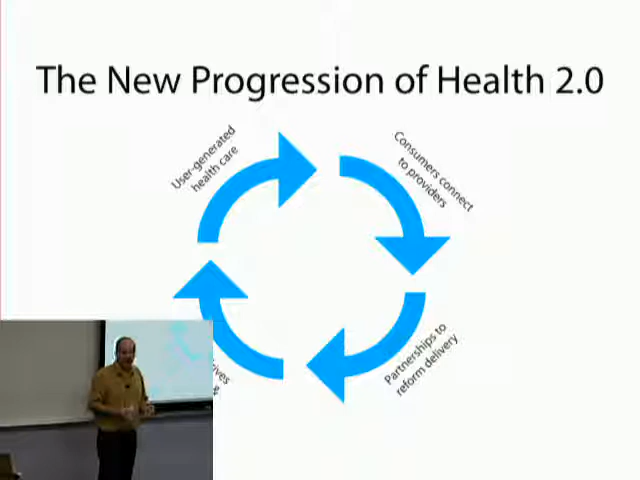 The New Progression of Health 2.0
User-generated
health care
Consumers connect
to providers
Partnerships to
reform delivery